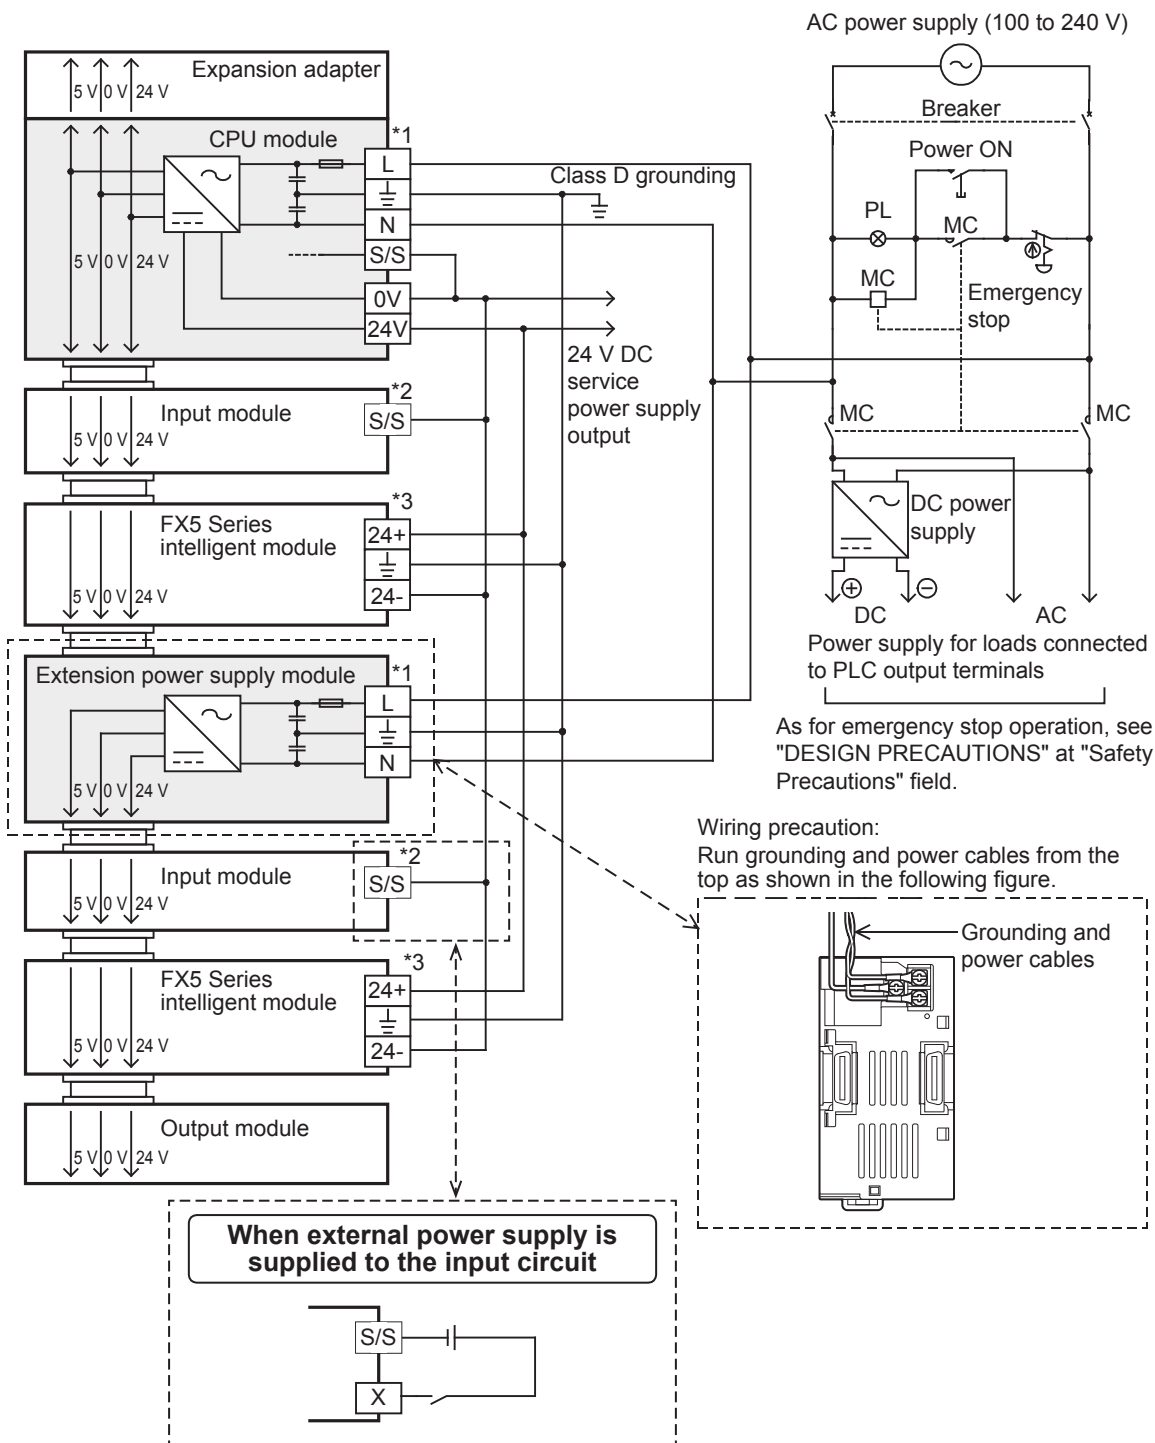 AC power supply (100 to 240 V)
Expansion adapter
5 V 0 V 24 V
CPU module
*1
L
N
S/S
0V
24V
5 V 0 V 24 V
Class D grounding
24 V DC
service
power supply
output
Breaker
Power ON
PL
MC
MC
Emergency
stop
MC
MC
DC power
supply
DC
AC
Power supply for loads connected
to PLC output terminals
As for emergency stop operation, see
"DESIGN PRECAUTIONS" at "Safety
Precautions" field.
Input module
*2
S/S
5 V 0 V 24 V
FX5 Series
intelligent module
*3
24+
24-
5 V 0 V 24 V
Extension power supply module
*1
L
N
5 V 0 V 24 V
Input module
*2
S/S
5 V 0 V 24 V
FX5 Series
intelligent module
*3
24+
24-
5 V 0 V 24 V
Output module
5 V 0 V 24 V
Wiring precaution:
Run grounding and power cables from the
top as shown in the following figure.
Grounding and
power cables
When external power supply is
supplied to the input circuit
S/S
X